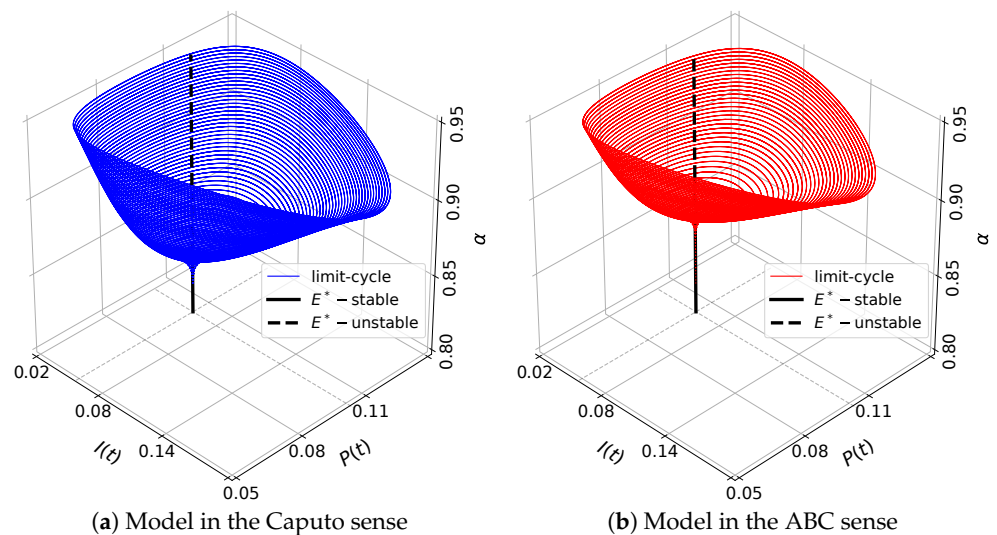 0.95
0.90
α
0.85
0.80
limit-cycle
E* − stable
E* − unstable
0.02
0.08
0.14
0.05
I(t)
0.11
0.08
P(t)
(a) Model in the Caputo sense
0.95
0.90
α
0.85
0.80
limit-cycle
E* − stable
E* − unstable
0.02
0.08
0.14
0.05
I(t)
0.11
0.08
P(t)
(b) Model in the ABC sense